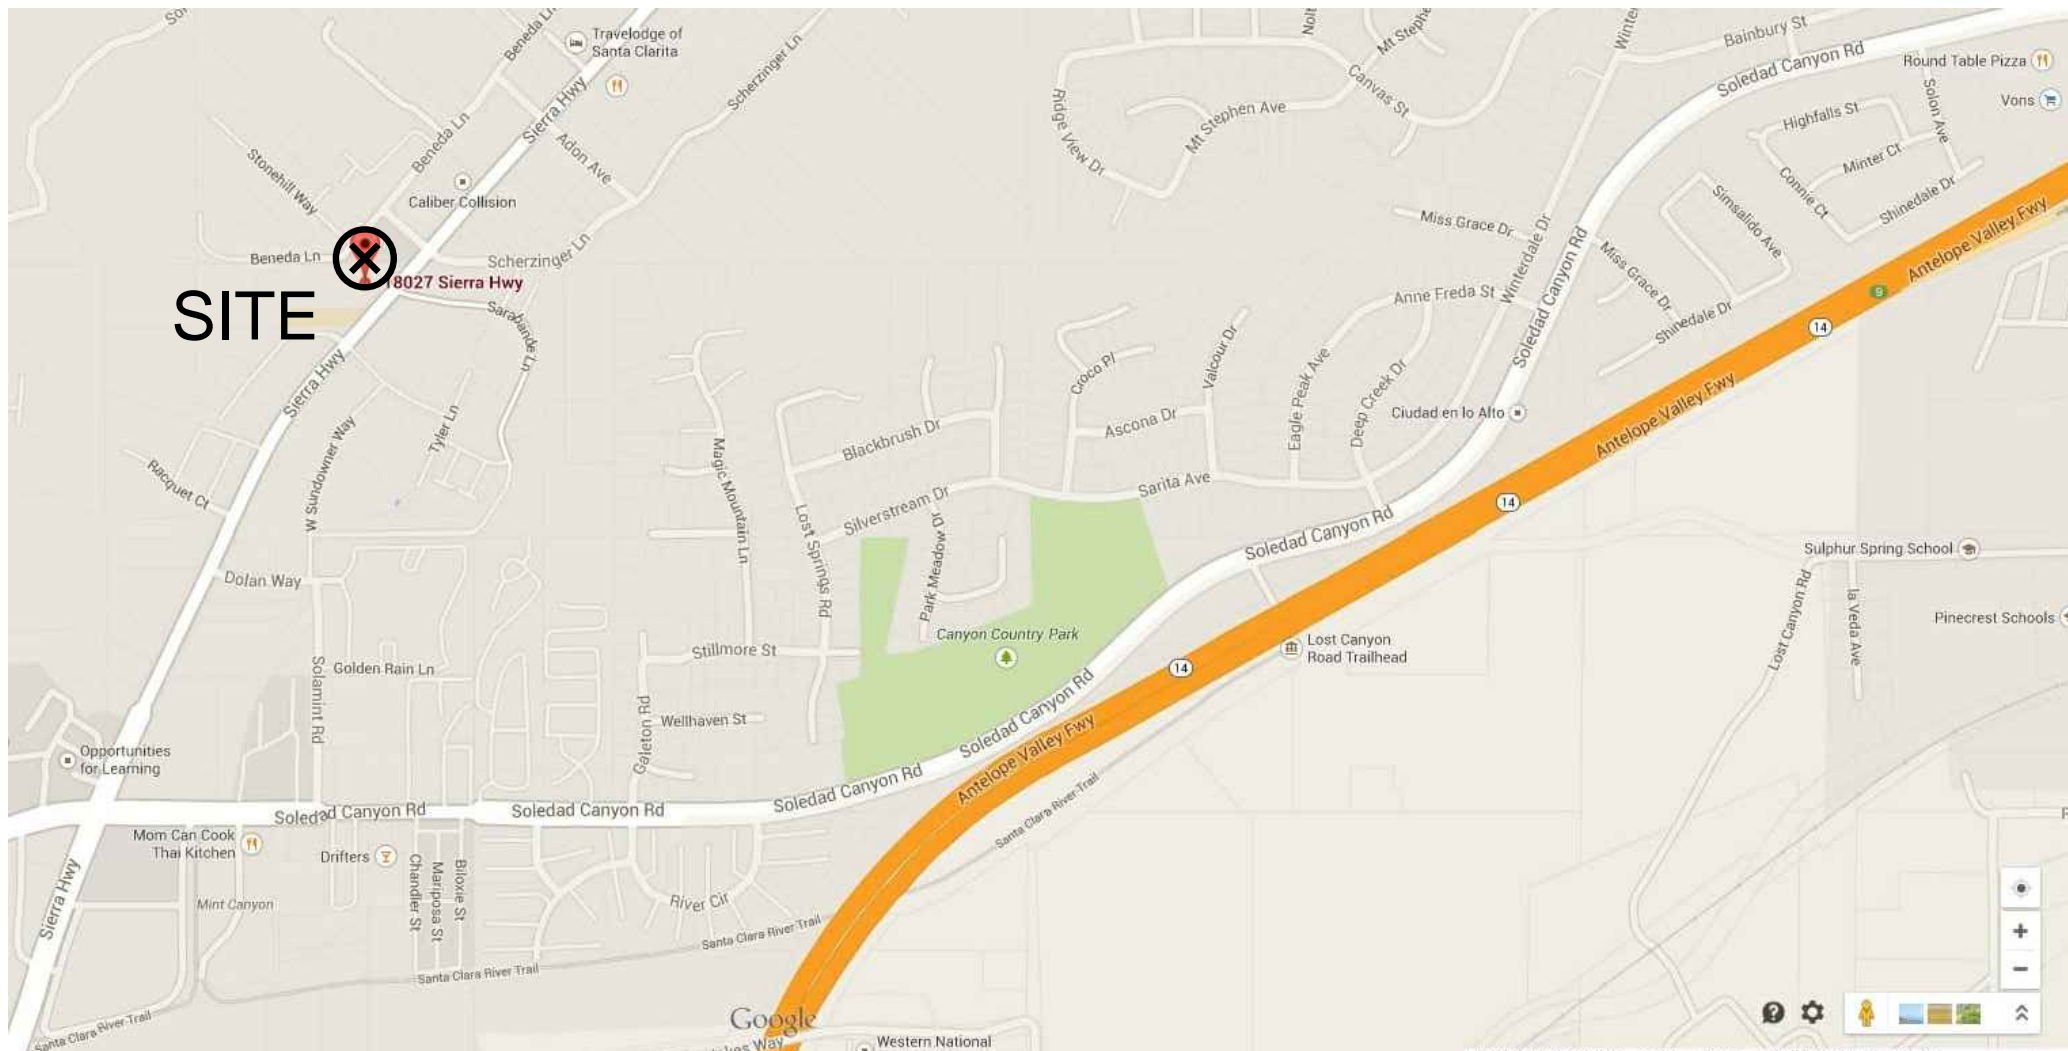 Travelodge of
Santa Clarita
Beneda Ln
Sierra Hwy
Scherzinger Ln
Adon Ave
Beneda Ln
Stonehill Way
Caliber Collision
Beneda Ln
Scherzinger Ln
18027 Sierra Hwy
SITE
Sarabande Ln
Sierra Hwy
W Sundowner Way
Tyler Ln
Racquet Ct
Dolan Way
Solamint Rd
Golden Rain Ln
Opportunities
for Learning
Soledad Canyon Rd
Soledad Canyon Rd
Soledad Canyon Rd
Soledad Canyon Rd
Soledad Canyon Rd
Soledad Canyon Rd
Soledad Canyon Rd
Mom Can Cook
Thai Kitchen
Drifters
Chandler St
Mariposa St
Biloxie St
Mint Canyon
Sierra Hwy
Santa Clara River Trail
Santa Clara River Trail
Santa Clara River Trail
Santa Clara River Trail
River Cir
Galeton Rd
Wellhaven St
Stillmore St
Magic Mountain Ln
Lost Springs Rd
Blackbrush Dr
Silverstream Dr
Park Meadow Dr
Canyon Country Park
Croco Pl
Ascona Dr
Valcour Dr
Sarita Ave
Eagle Peak Ave
Deep Creek Dr
Anne Freda St
Winterdale Dr
Miss Grace Dr
Miss Grace Dr
Ciudad en lo Alto
Ridge View Dr
Mt Stephen Ave
Canvas St
Mt Stephe
Nolt
Winte
Bainbury St
Round Table Pizza
Vons
Solon Ave
Highfalls St
Minter Ct
Connie Ct
Shinedale Dr
Simsalido Ave
Shinedale Dr
Antelope Valley Fwy
Antelope Valley Fwy
Antelope Valley Fwy
9
14
14
14
Lost Canyon
Road Trailhead
Sulphur Spring School
Lost Canyon Rd
la Veda Ave
Pinecrest Schools
Google
Western National